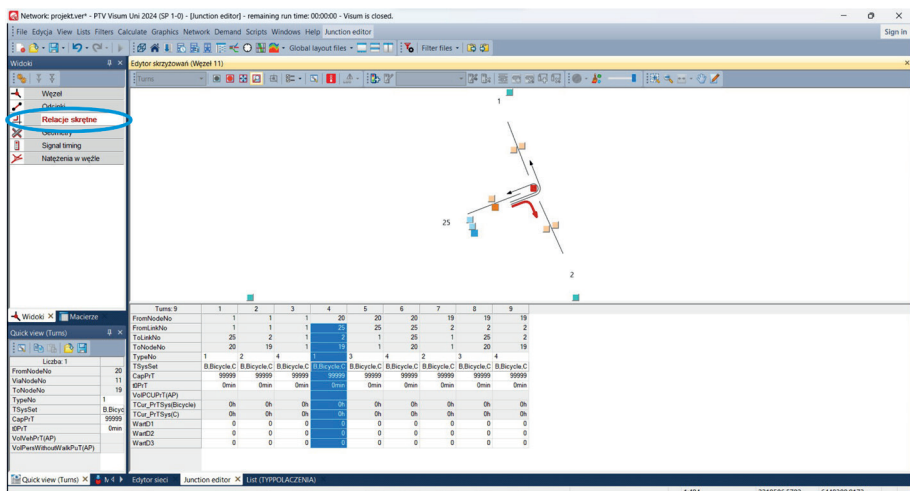 Network: projekt.ver* - PTV Visum Uni 2024 (SP 1-0) - [Junction editor] - remaining run time: 00:00:00 - Visum is closed.
File Edycja View Lists Filters Calculate Graphics Network Demand Scripts Windows Help Junction editor Sign in
Global layout files Filter files
Widoki
Edytor skrzyżowań (Węzeł 11)
Turns
Węzeł
Odcinki
Relacje skrętne
Geometry
Signal timing
Natężenia w węźle
1
25
2
Widoki Macierze
Quick view (Turns)
Liczba: 1
FromNodeNo 20
ViaNodeNo 11
ToNodeNo 19
TypeNo 1
TSysSet B.Bicyc
CapPrT 99999
t0PrT 0min
VolVehPrT(AP)
VolPersWithoutWalkPuT(AP)
Turns: 9 1 2 3 4 5 6 7 8 9
FromNodeNo 1 1 1 20 20 20 19 19 19
FromLinkNo 1 1 1 25 25 25 2 2 2
ToLinkNo 25 2 1 2 1 25 1 25 2
ToNodeNo 20 19 1 19 1 20 1 20 19
TypeNo 1 2 4 1 3 4 2 3 4
TSysSet B.Bicycle,C B.Bicycle,C B.Bicycle,C B.Bicycle,C B.Bicycle,C B.Bicycle,C B.Bicycle,C B.Bicycle,C B.Bicycle,C
CapPrT 99999 99999 99999 99999 99999 99999 99999 99999 99999
t0PrT 0min 0min 0min 0min 0min 0min 0min 0min 0min
VolPCUPrT(AP)
TCur_PrTSys(Bicycle) 0h 0h 0h 0h 0h 0h 0h 0h 0h
TCur_PrTSys(C) 0h 0h 0h 0h 0h 0h 0h 0h 0h
WartD1 0 0 0 0 0 0 0 0 0
WartD2 0 0 0 0 0 0 0 0 0
WartD3 0 0 0 0 0 0 0 0 0
Quick view (Turns) Edytor sieci Junction editor List (TYPPOLACZENIA)